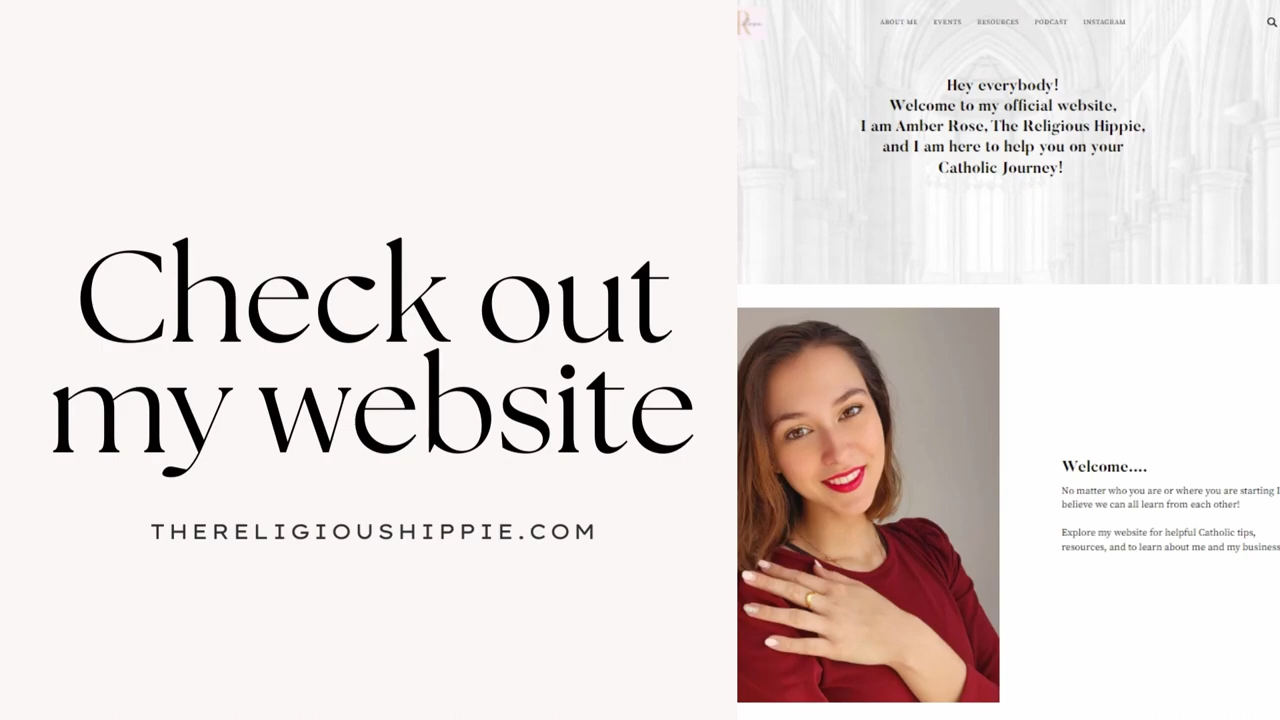 Check out
my website
THERELIGIOUSHIPPIE.COM
ABOUT ME EVENTS RESOURCES PODCAST INSTAGRAM
Hey everybody!
Welcome to my official website,
I am Amber Rose, The Religious Hippie,
and I am here to help you on your
Catholic Journey!
Welcome....
No matter who you are or where you are starting I
believe we can all learn from each other!
Explore my website for helpful Catholic tips,
resources, and to learn about me and my business